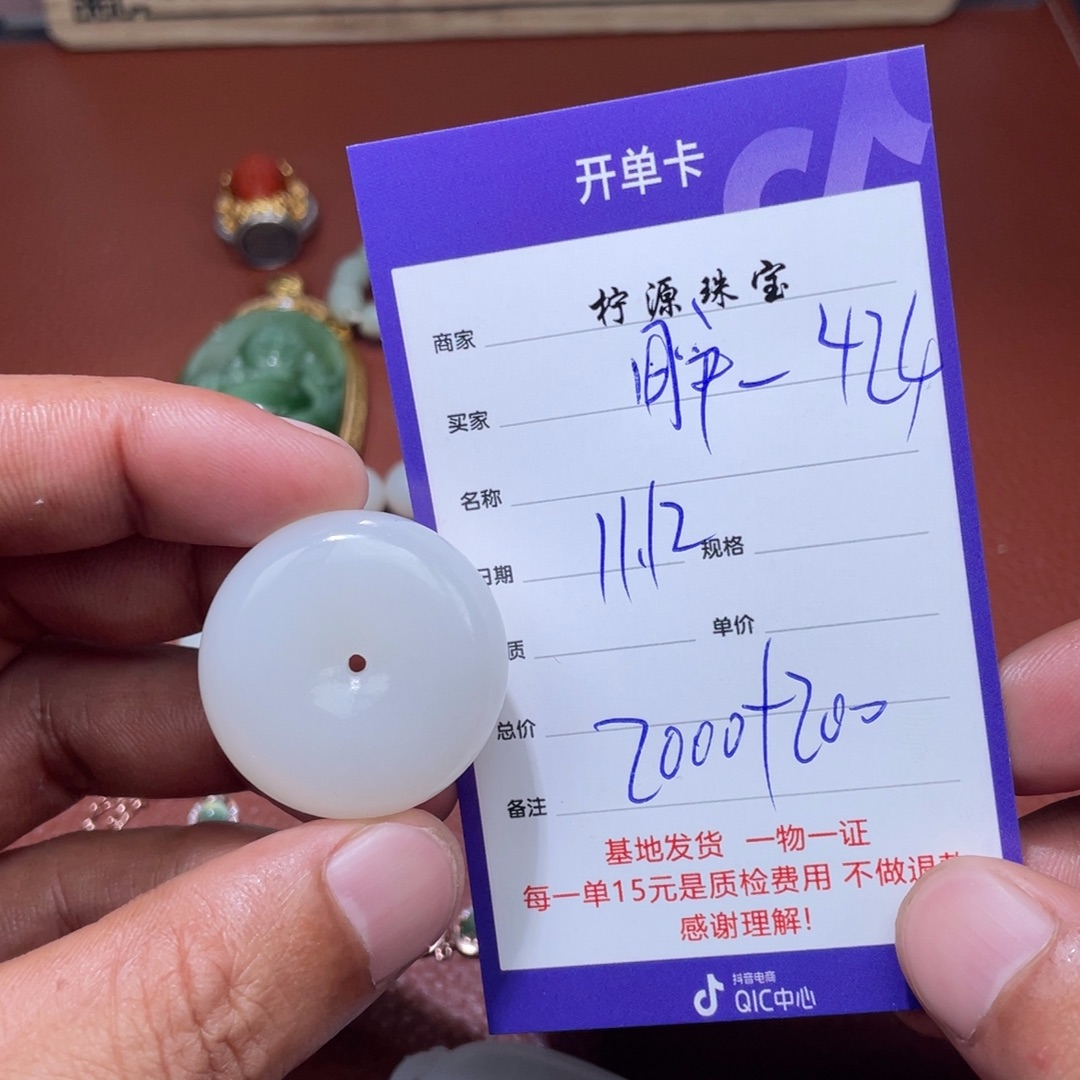 开单卡
柠源珠宝
商家
胖一 424
买家
名称
11.12
日期
规格
质
单价
总价
2000+200
备注
基地发货 一物一证
每一单15元是质检费用 不做退款
感谢理解!
抖音电商
QIC中心